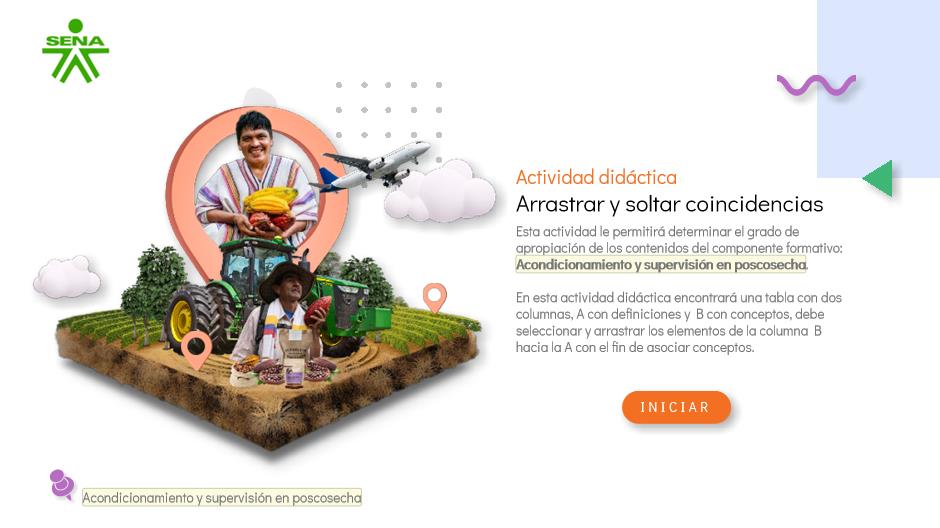 SENA
Actividad didáctica
Arrastrar y soltar coincidencias
Esta actividad le permitirá determinar el grado de
apropiación de los contenidos del componente formativo:
Acondicionamiento y supervisión en poscosecha.
En esta actividad didáctica encontrará una tabla con dos
columnas, A con definiciones y B con conceptos, debe
seleccionar y arrastrar los elementos de la columna B
hacia la A con el fin de asociar conceptos.
INICIAR
Acondicionamiento y supervisión en poscosecha